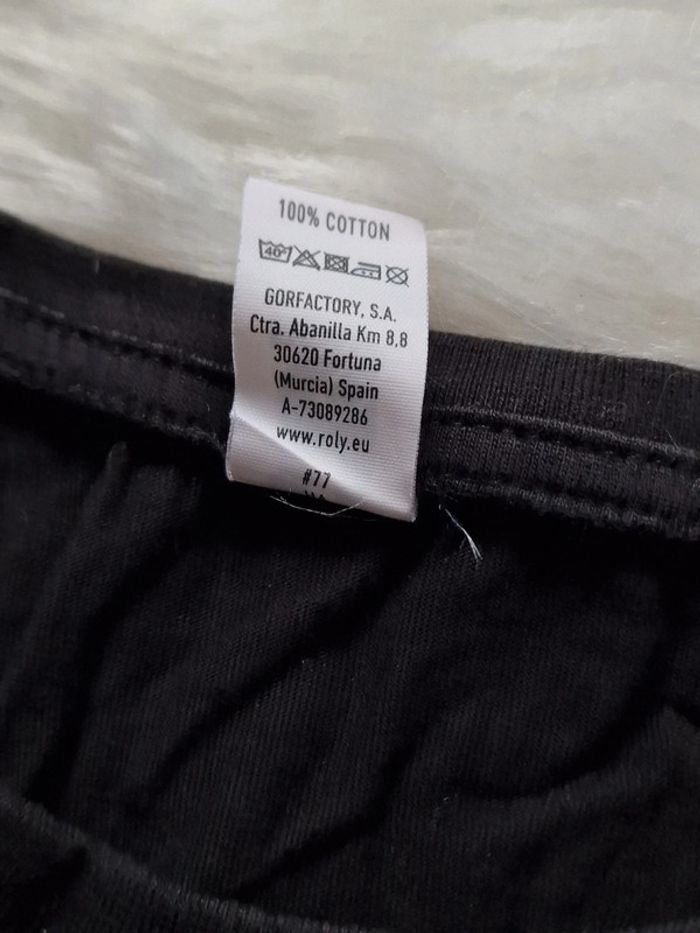 100% COTTON
40°
GORFACTORY, S.A.
Ctra. Abanilla Km 8,8
30620 Fortuna
(Murcia) Spain
A-73089286
www.roly.eu
#77